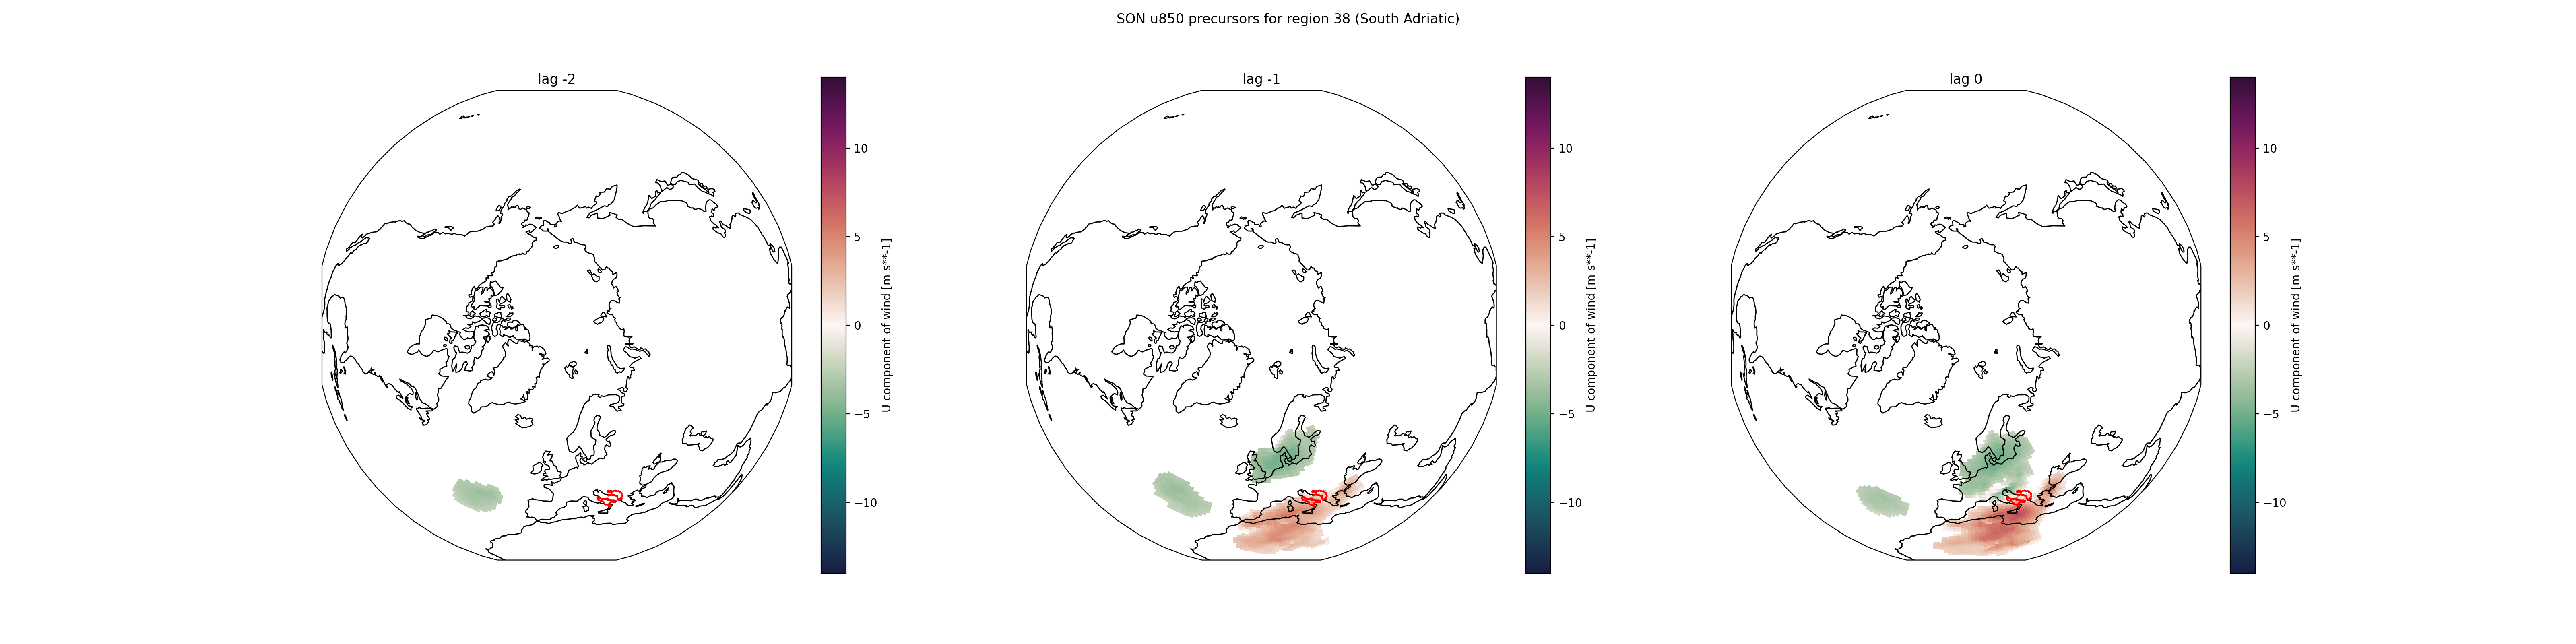 SON u850 precursors for region 38 (South Adriatic)
lag -2
10
5
0
−5
−10
U component of wind [m s**-1]
lag -1
10
5
0
−5
−10
U component of wind [m s**-1]
lag 0
10
5
0
−5
−10
U component of wind [m s**-1]